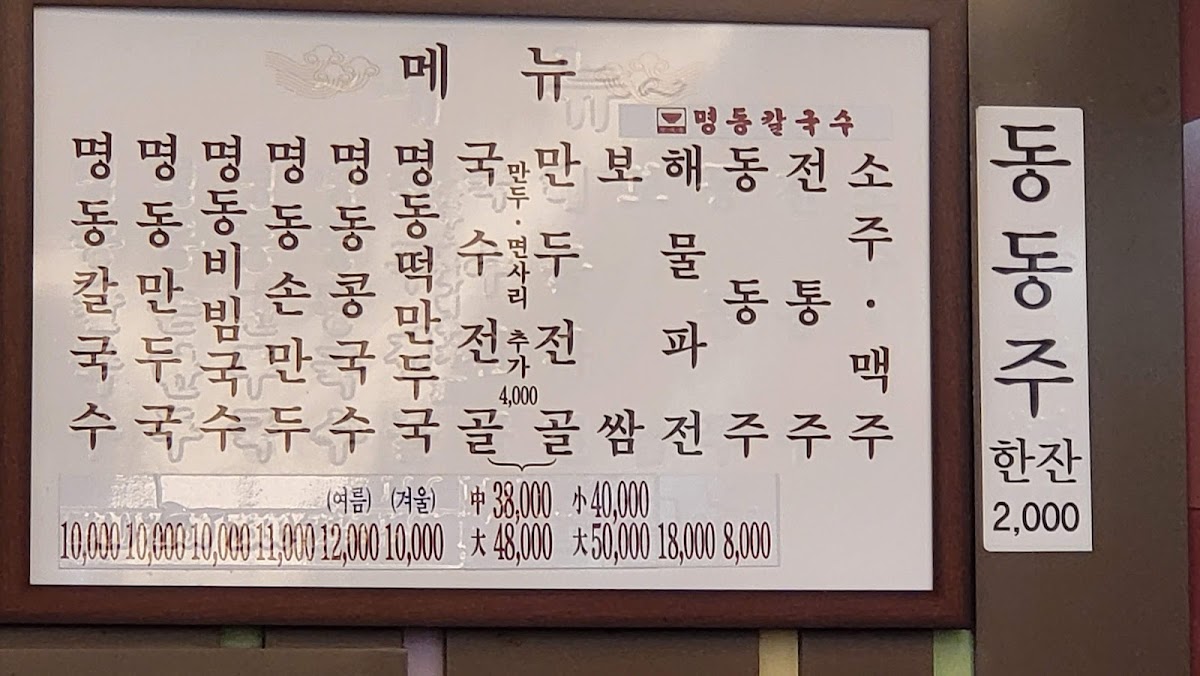 메뉴
명동칼국수
명동칼국수
명동만두국
명동비빔국수
명동손만두
명동콩국수
명동떡만두국
국수전골
만두·면사리 추가 4,000
만두전골
보쌈
해물파전
동동주
전통주
소주·맥주
(여름) (겨울) 中 38,000 小 40,000
10,000 10,000 10,000 11,000 12,000 10,000 大 48,000 大 50,000 18,000 8,000
동동주
한잔
2,000